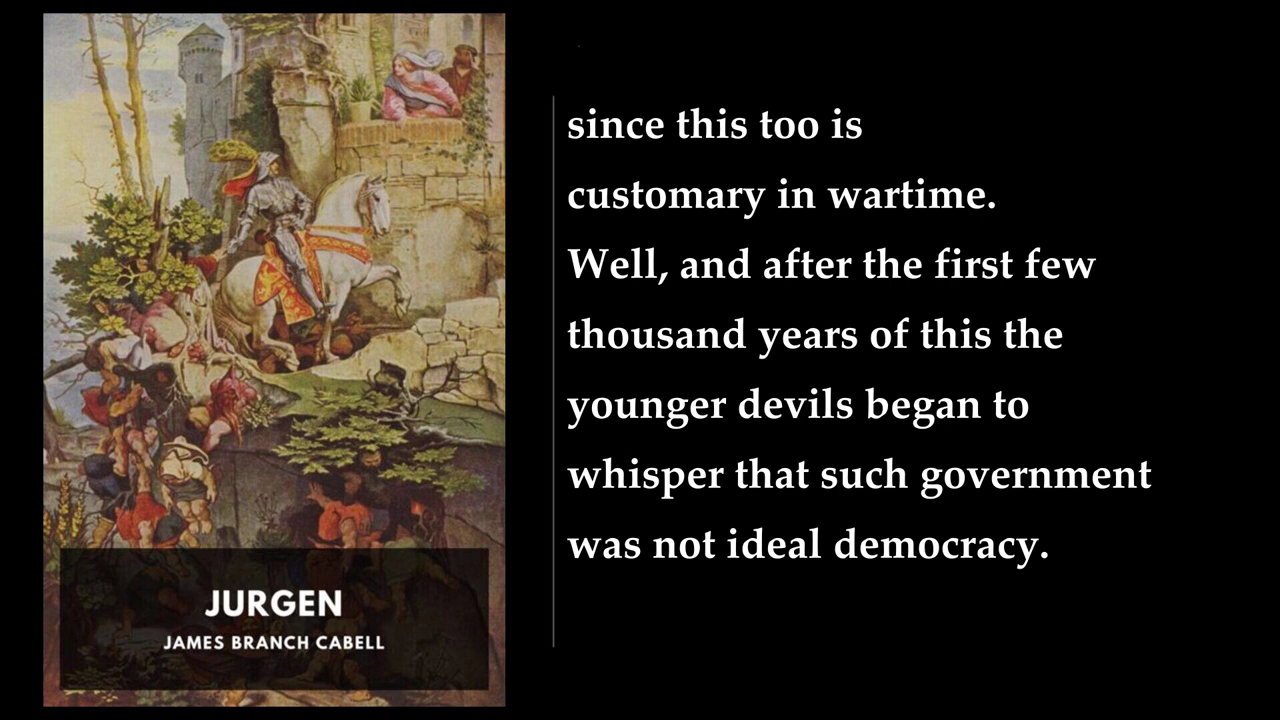 since this too is
customary in wartime.
Well, and after the first few
thousand years of this the
younger devils began to
whisper that such government
was not ideal democracy.
JURGEN
JAMES BRANCH CABELL